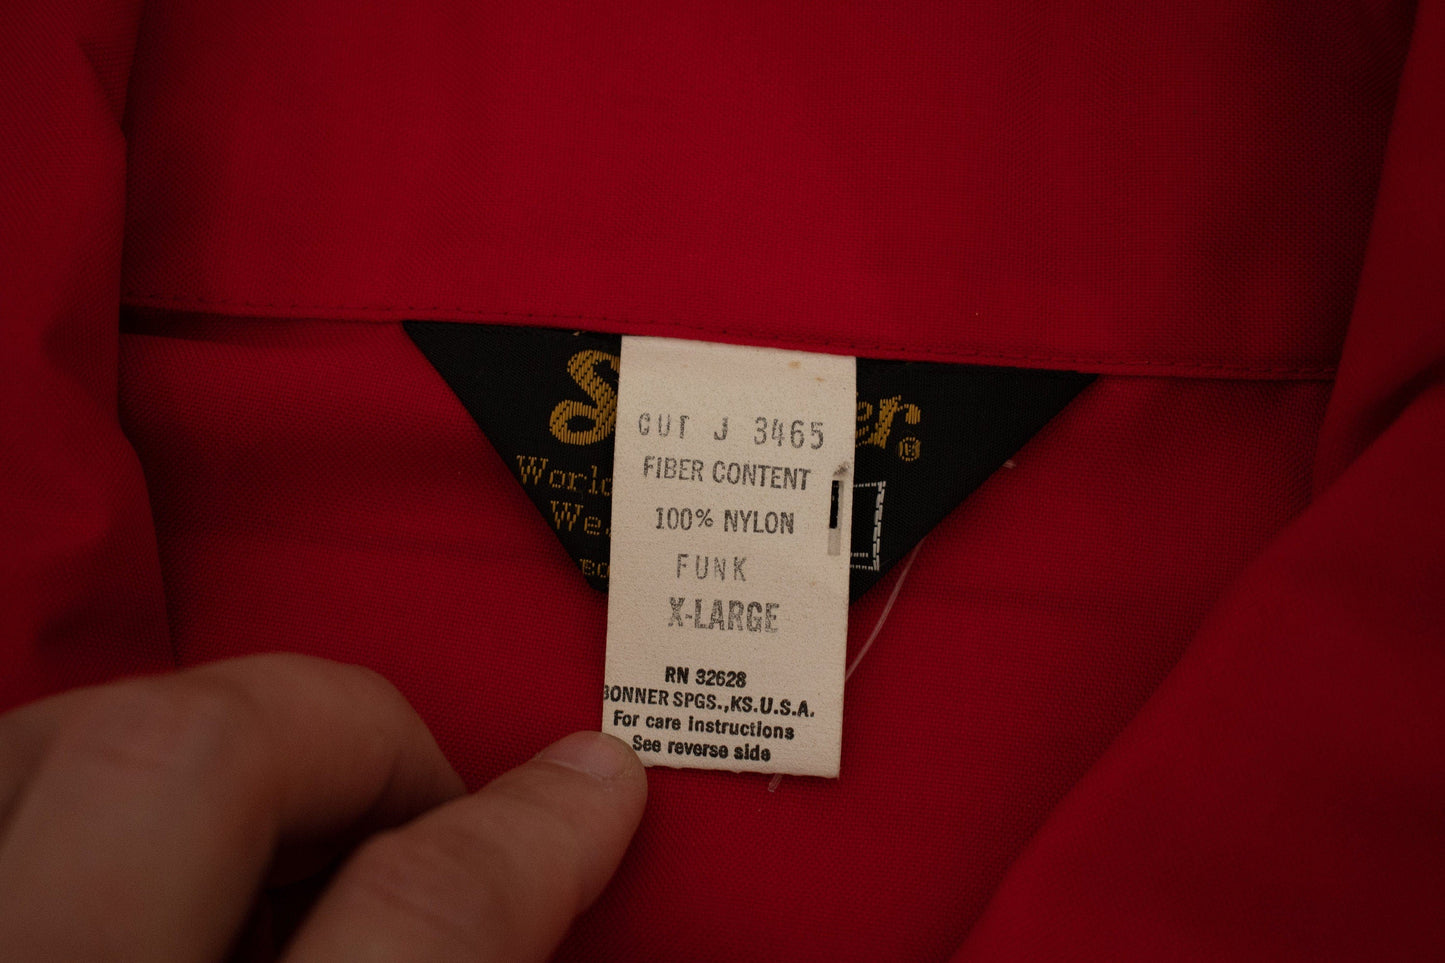 CUT J 3465
FIBER CONTENT
100% NYLON
FUNK
X-LARGE
RN 32628
BONNER SPGS.,KS.U.S.A.
For care instructions
See reverse side